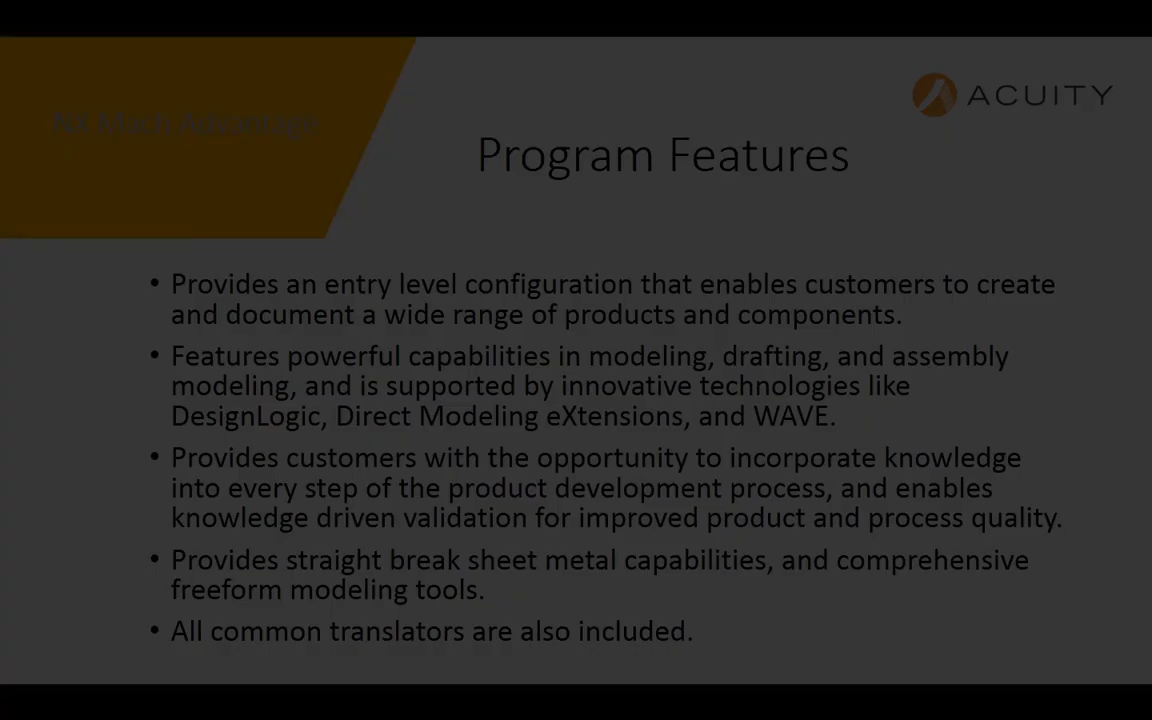 NX Mach Advantage
ACUITY
Program Features
• Provides an entry level configuration that enables customers to create
and document a wide range of products and components.
• Features powerful capabilities in modeling, drafting, and assembly
modeling, and is supported by innovative technologies like
DesignLogic, Direct Modeling eXtensions, and WAVE.
• Provides customers with the opportunity to incorporate knowledge
into every step of the product development process, and enables
knowledge driven validation for improved product and process quality.
• Provides straight break sheet metal capabilities, and comprehensive
freeform modeling tools.
• All common translators are also included.